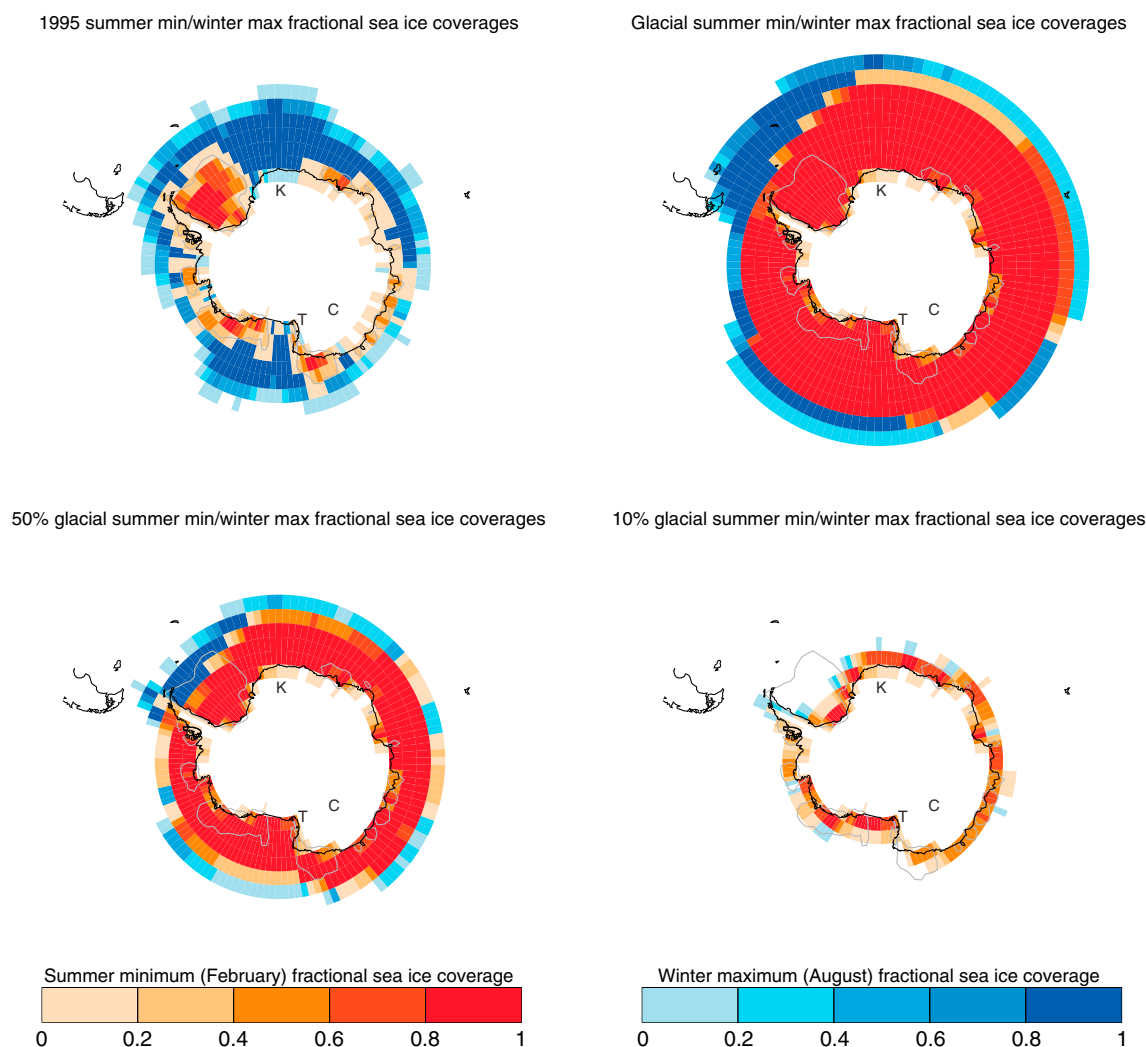 1995 summer min/winter max fractional sea ice coverages
Glacial summer min/winter max fractional sea ice coverages
K
T
C
K
T
C
50% glacial summer min/winter max fractional sea ice coverages
10% glacial summer min/winter max fractional sea ice coverages
K
T
C
K
T
C
Summer minimum (February) fractional sea ice coverage
0 0.2 0.4 0.6 0.8 1
Winter maximum (August) fractional sea ice coverage
0 0.2 0.4 0.6 0.8 1